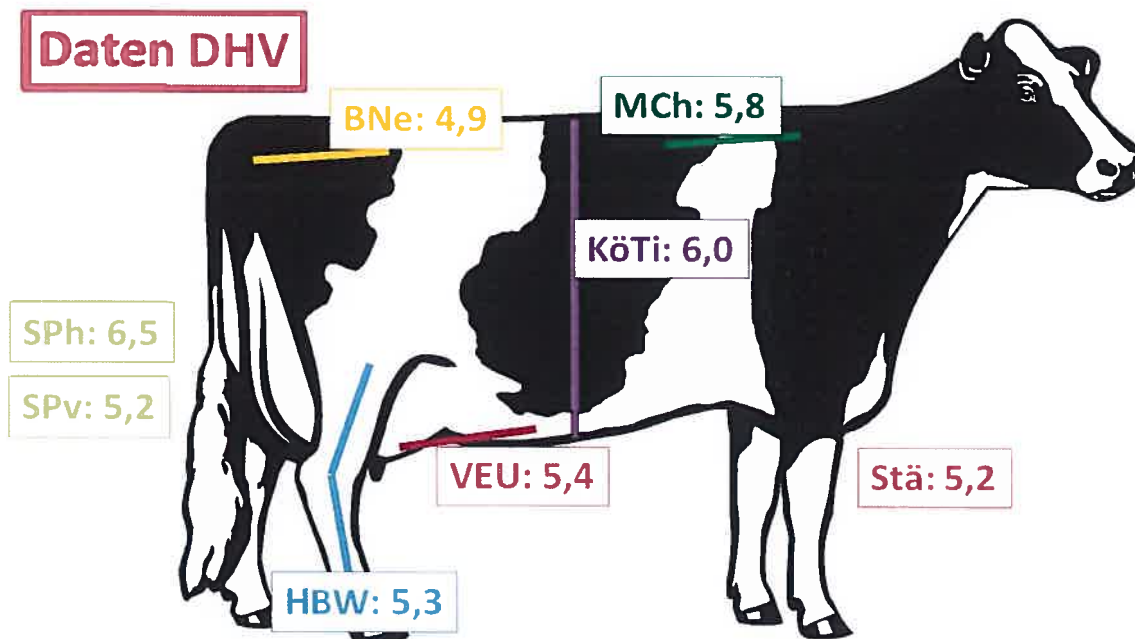 Daten DHV
BNe: 4,9
MCh: 5,8
KöTi: 6,0
SPh: 6,5
SPv: 5,2
VEU: 5,4
Stä: 5,2
HBW: 5,3